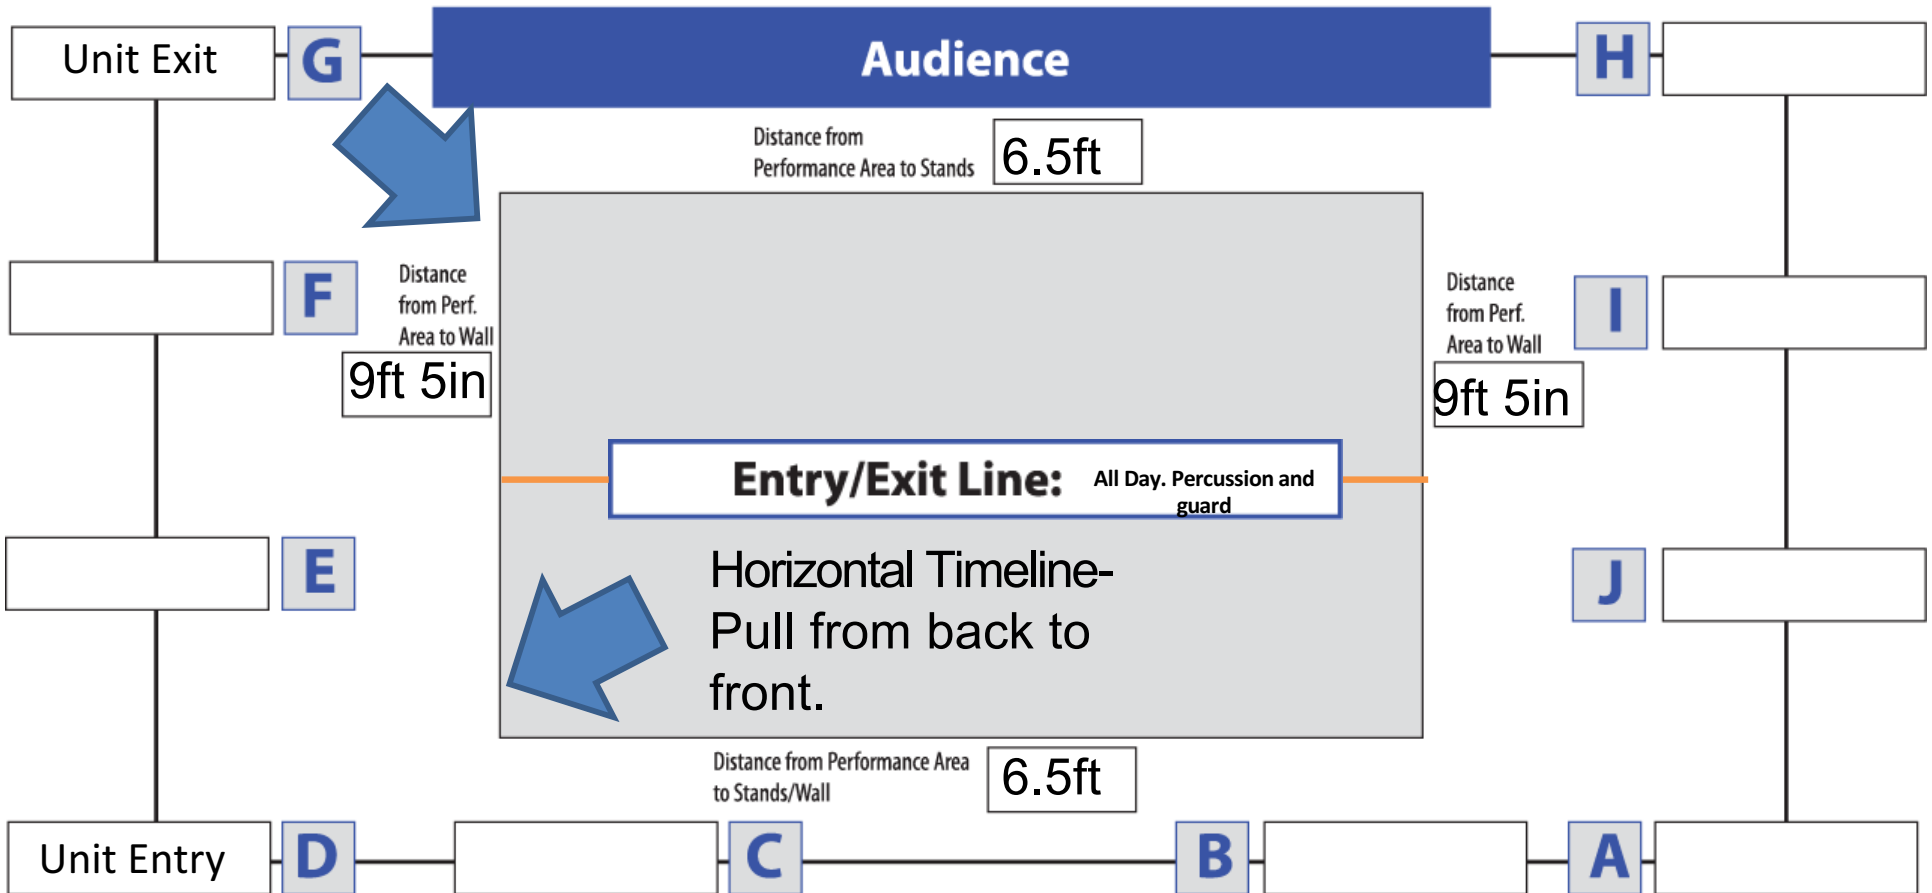 Unit Exit
G
Audience
H
Distance from
Performance Area to Stands
6.5ft
F
Distance
from Perf.
Area to Wall
9ft 5in
Distance
from Perf.
Area to Wall
9ft 5in
I
Entry/Exit Line:
All Day. Percussion and
guard
E
Horizontal Timeline-
Pull from back to
front.
J
Distance from Performance Area
to Stands/Wall
6.5ft
Unit Entry
D
C
B
A